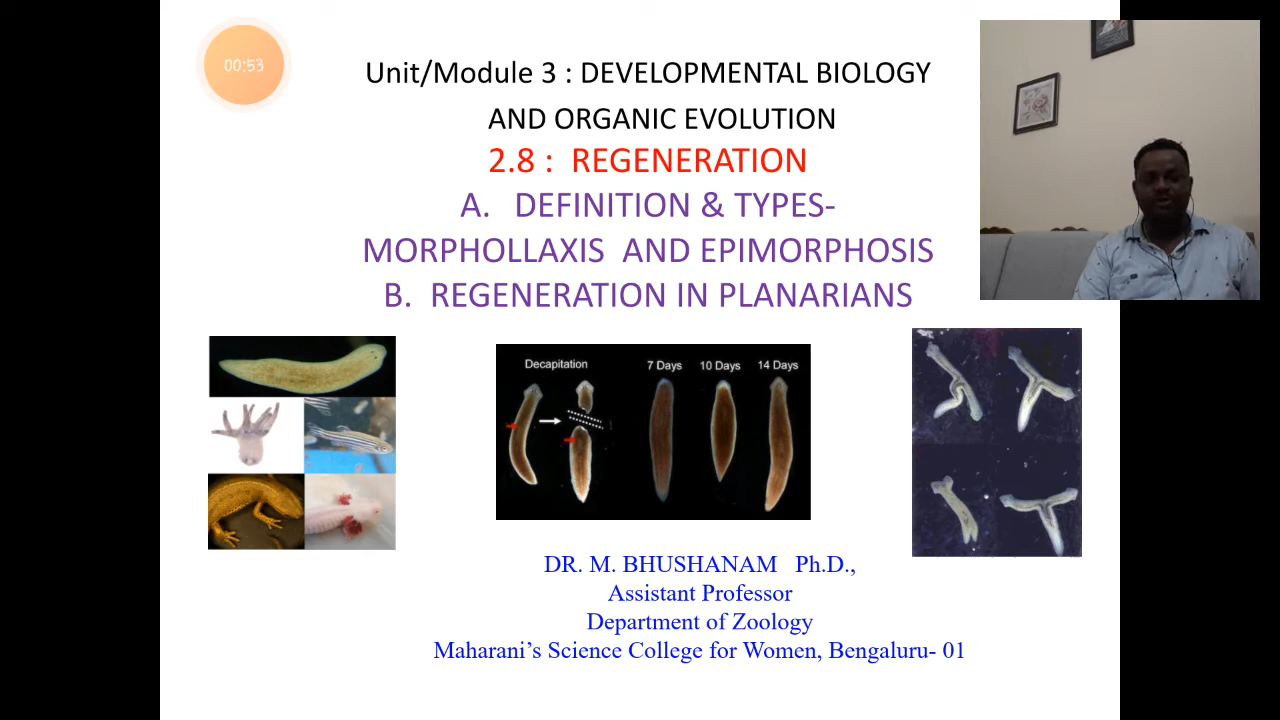 00:53
Unit/Module 3 : DEVELOPMENTAL BIOLOGY
AND ORGANIC EVOLUTION
2.8 : REGENERATION
A. DEFINITION & TYPES-
MORPHOLLAXIS AND EPIMORPHOSIS
B. REGENERATION IN PLANARIANS
Decapitation 7 Days 10 Days 14 Days
DR. M. BHUSHANAM Ph.D.,
Assistant Professor
Department of Zoology
Maharani’s Science College for Women, Bengaluru- 01